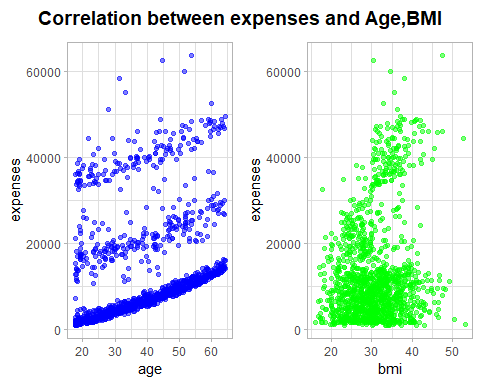 Correlation between expenses and Age,BMI
expenses
60000
40000
20000
0
20 30 40 50 60
age
expenses
60000
40000
20000
0
20 30 40 50
bmi